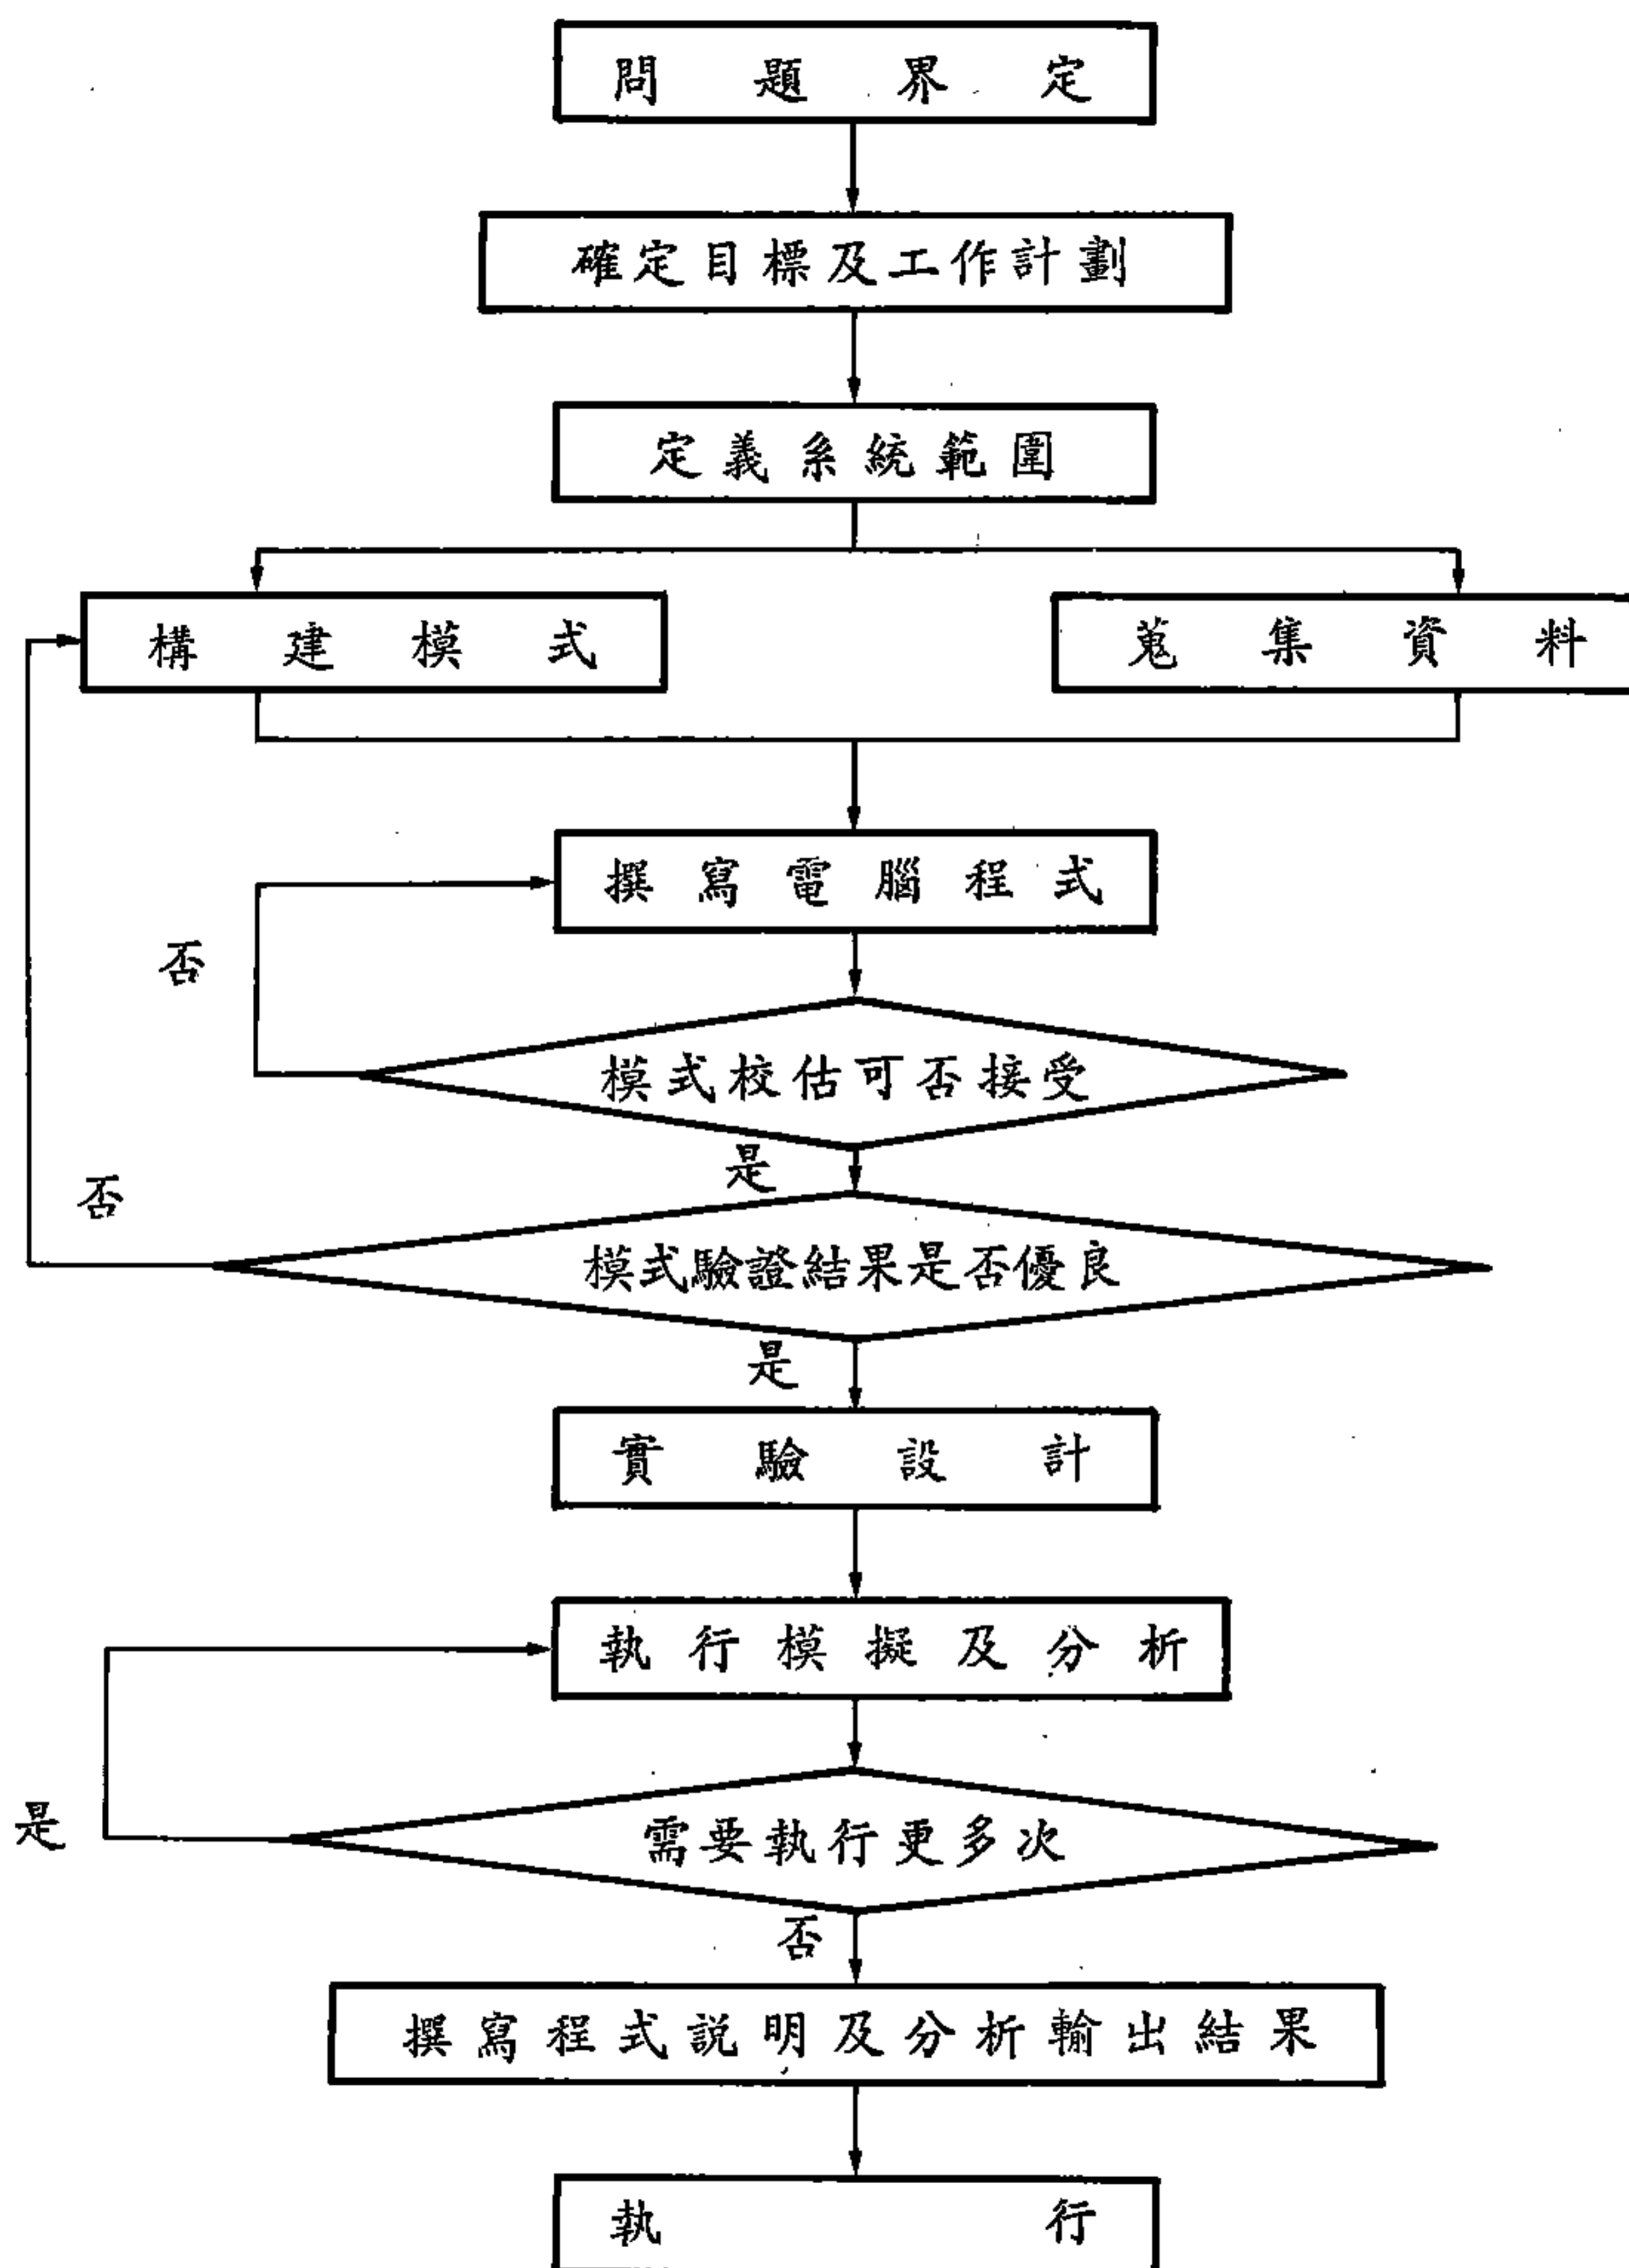 問題界定
確定目標及工作計劃
定義系統範圍
構建模式
蒐集資料
撰寫電腦程式
否
模式校估可否接受
是
否
模式驗證結果是否優良
是
實驗設計
執行模擬及分析
是
需要執行更多次
否
撰寫程式說明及分析輸出結果
執行